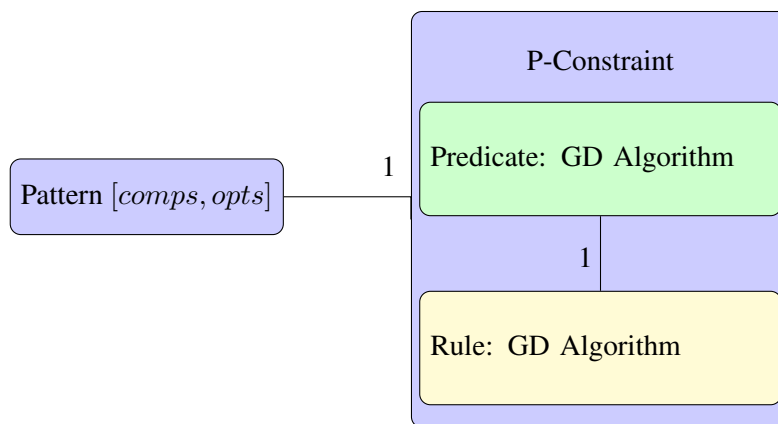 P-Constraint
Predicate: GD Algorithm
1
Pattern [comps, opts]
1
Rule: GD Algorithm